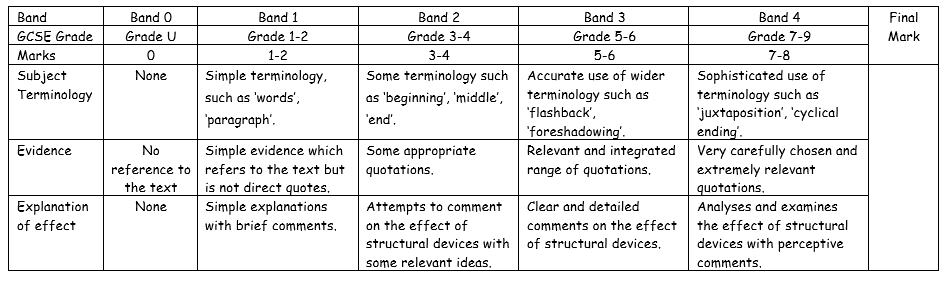 Band Band 0 Band 1 Band 2 Band 3 Band 4 Final
GCSE Grade Grade U Grade 1-2 Grade 3-4 Grade 5-6 Grade 7-9 Mark
Marks 0 1-2 3-4 5-6 7-8
Subject
Terminology
None
Simple terminology,
such as ‘words’,
‘paragraph’.
Some terminology such
as ‘beginning’, ‘middle’,
‘end’.
Accurate use of wider
terminology such as
‘flashback’,
‘foreshadowing’.
Sophisticated use of
terminology such as
‘juxtaposition’, ‘cyclical
ending’.
Evidence
No
reference to
the text
Simple evidence which
refers to the text but
is not direct quotes.
Some appropriate
quotations.
Relevant and integrated
range of quotations.
Very carefully chosen and
extremely relevant
quotations.
Explanation
of effect
None
Simple explanations
with brief comments.
Attempts to comment
on the effect of
structural devices with
some relevant ideas.
Clear and detailed
comments on the effect
of structural devices.
Analyses and examines
the effect of structural
devices with perceptive
comments.